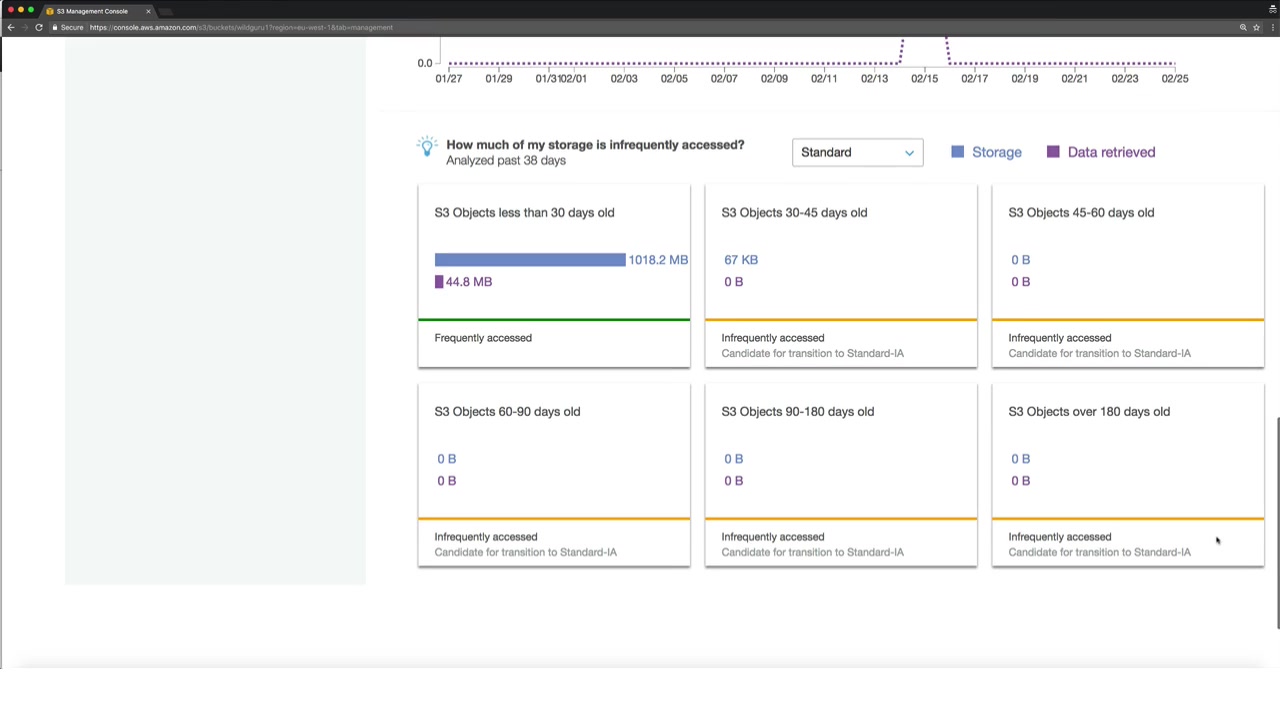 S3 Management Console
Secure https://console.aws.amazon.com/s3/buckets/wildguru1?region=eu-west-1&tab=management
0.0
01/27 01/29 01/31 02/01 02/03 02/05 02/07 02/09 02/11 02/13 02/15 02/17 02/19 02/21 02/23 02/25
How much of my storage is infrequently accessed?
Analyzed past 38 days
Standard
Storage
Data retrieved
S3 Objects less than 30 days old
1018.2 MB
44.8 MB
Frequently accessed
S3 Objects 30-45 days old
67 KB
0 B
Infrequently accessed
Candidate for transition to Standard-IA
S3 Objects 45-60 days old
0 B
0 B
Infrequently accessed
Candidate for transition to Standard-IA
S3 Objects 60-90 days old
0 B
0 B
Infrequently accessed
Candidate for transition to Standard-IA
S3 Objects 90-180 days old
0 B
0 B
Infrequently accessed
Candidate for transition to Standard-IA
S3 Objects over 180 days old
0 B
0 B
Infrequently accessed
Candidate for transition to Standard-IA